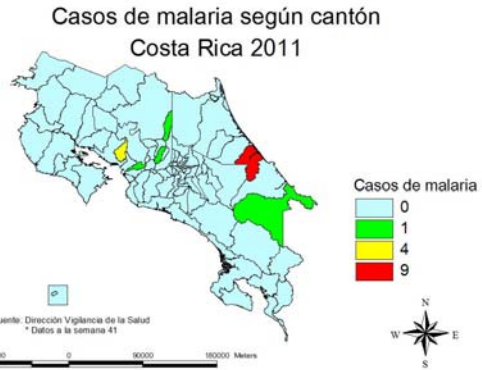 Casos de malaria según cantón
Costa Rica 2011
Casos de malaria
0
1
4
9
uente: Dirección Vigilancia de la Salud
* Datos a la semana 41
0 90000 180000 Meters
N
W E
S